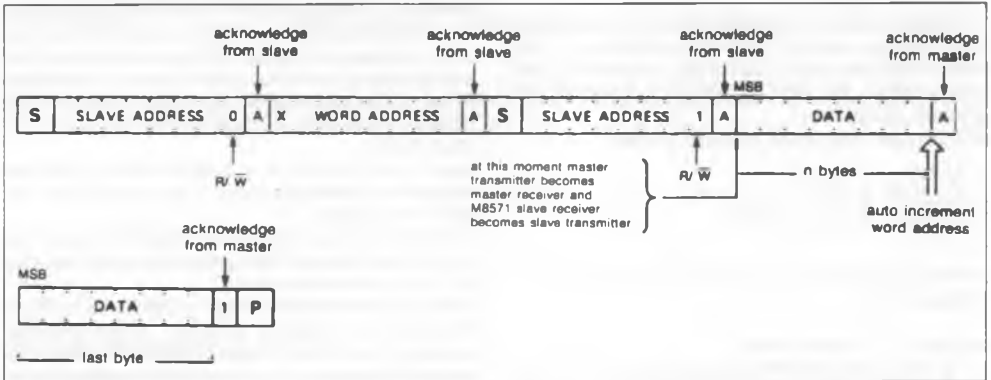 acknowledge
from slave
acknowledge
from slave
acknowledge
from slave
acknowledge
from master
MSB
S SLAVE ADDRESS 0 A X WORD ADDRESS A S SLAVE ADDRESS 1 A DATA A
R/W̅
at this moment master
transmitter becomes
master receiver and
M8571 slave receiver
becomes slave transmitter
R/W̅
n bytes
auto increment
word address
acknowledge
from master
MSB
DATA 1 P
last byte